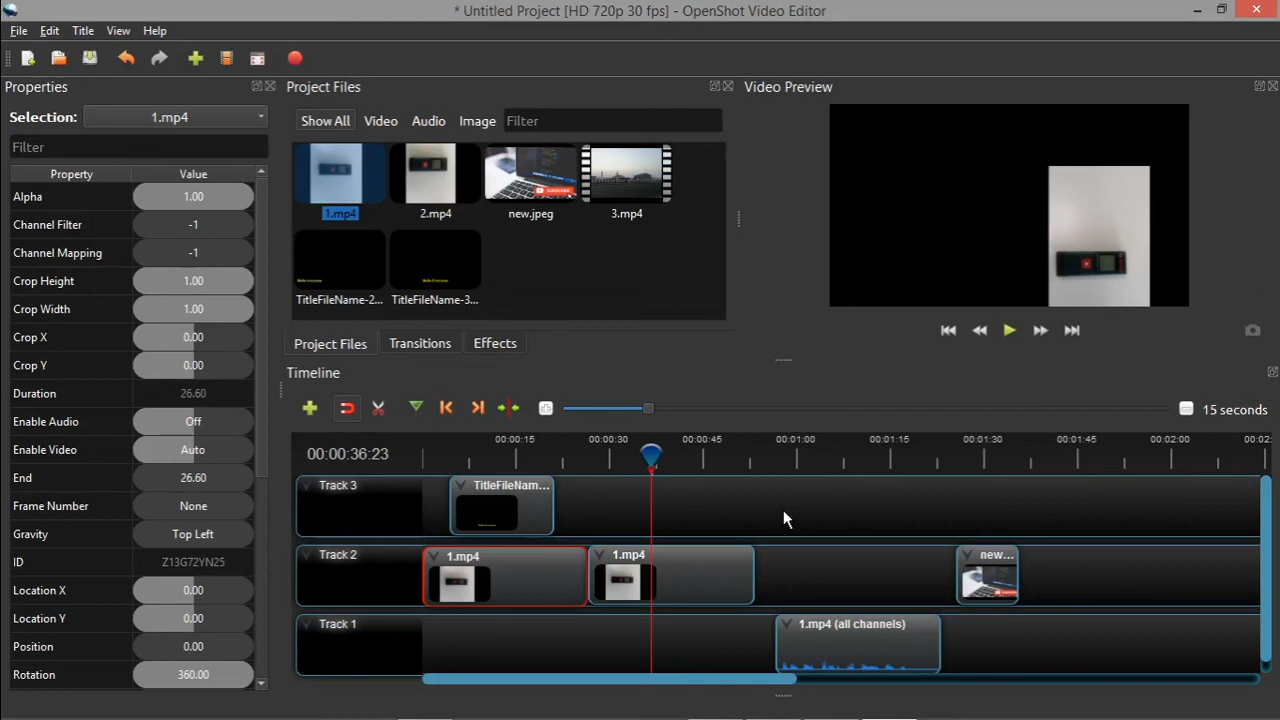 * Untitled Project [HD 720p 30 fps] - OpenShot Video Editor
File Edit Title View Help
Properties
Selection: 1.mp4
Filter
Property Value
Alpha 1.00
Channel Filter -1
Channel Mapping -1
Crop Height 1.00
Crop Width 1.00
Crop X 0.00
Crop Y 0.00
Duration 26.60
Enable Audio Off
Enable Video Auto
End 26.60
Frame Number None
Gravity Top Left
ID Z13G72YN25
Location X 0.00
Location Y 0.00
Position 0.00
Rotation 360.00
Project Files
Show All Video Audio Image Filter
1.mp4 2.mp4 new.jpeg 3.mp4
SUBSCRIBE
TitleFileName-2... TitleFileName-3...
Project Files Transitions Effects
Video Preview
Timeline
15 seconds
00:00:36:23
00:00:15 00:00:30 00:00:45 00:01:00 00:01:15 00:01:30 00:01:45 00:02:00 00:02:
Track 3 TitleFileNam...
Track 2 1.mp4 1.mp4 new...
Track 1 1.mp4 (all channels)